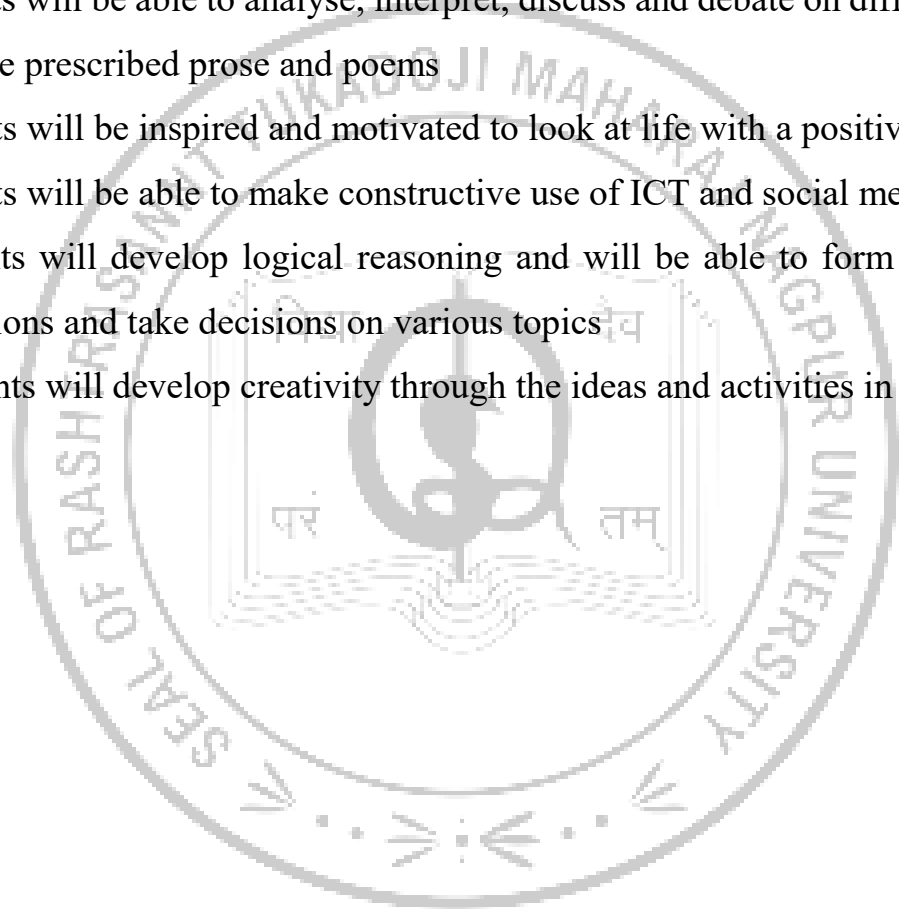 s will be able to analyse, interpret, discuss and debate on diff
e prescribed prose and poems
ts will be inspired and motivated to look at life with a positiv
ts will be able to make constructive use of ICT and social me
ts will develop logical reasoning and will be able to form
ions and take decisions on various topics
nts will develop creativity through the ideas and activities in
SEAL OF RASHTRASANT TUKADOJI MAHARAJ NAGPUR UNIVERSITY
विद्या दैव
परं तम्